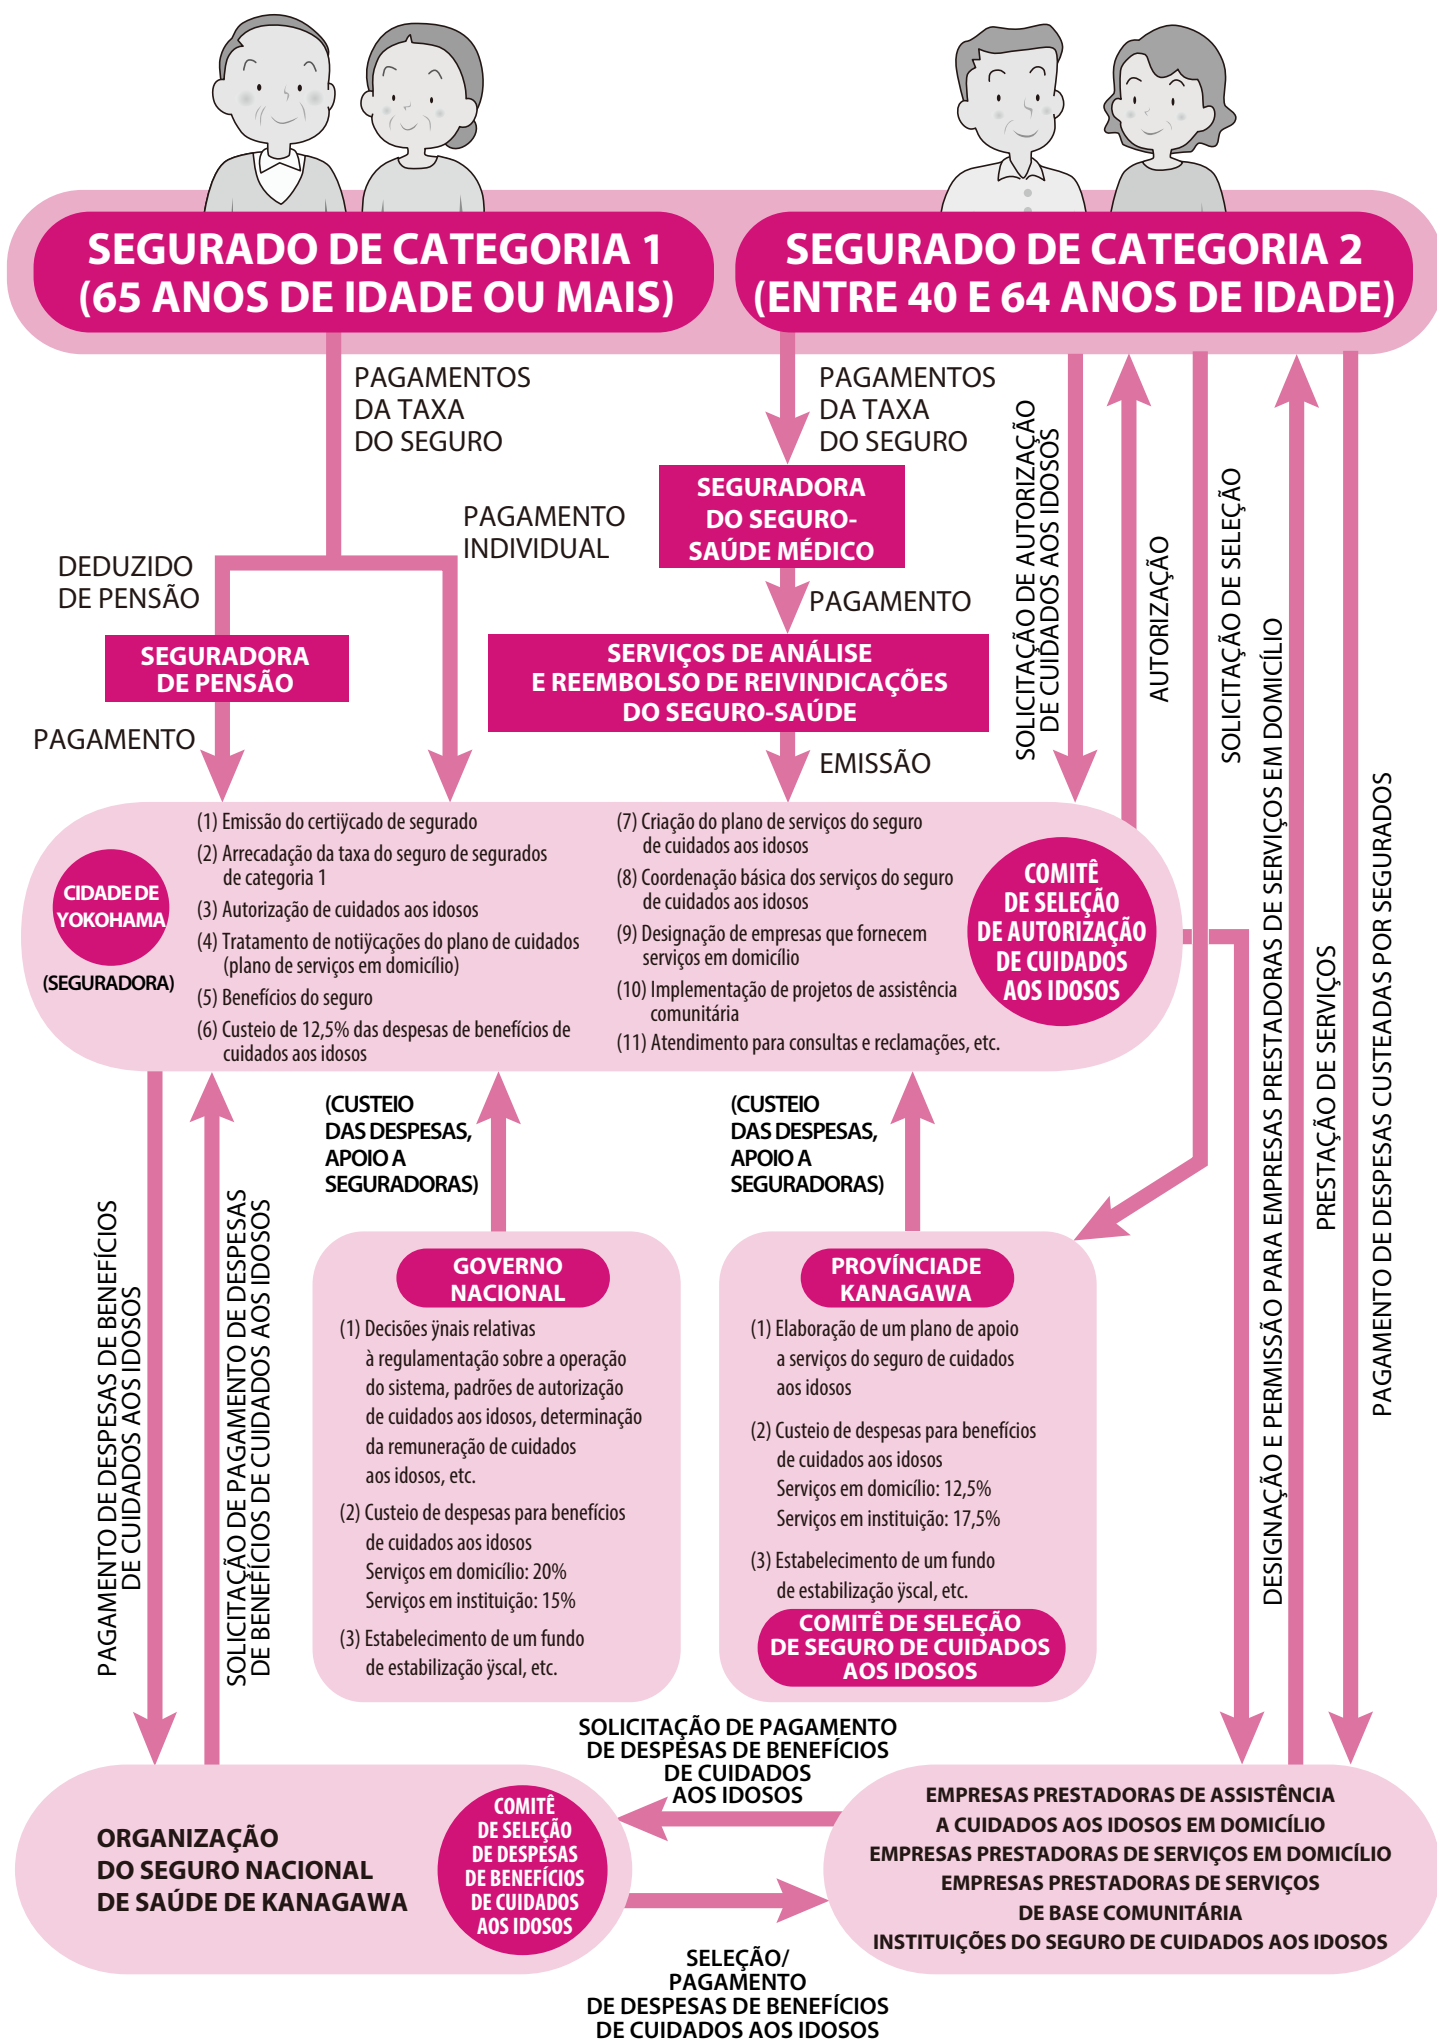 SEGURADO DE CATEGORIA 1
(65 ANOS DE IDADE OU MAIS)
SEGURADO DE CATEGORIA 2
(ENTRE 40 E 64 ANOS DE IDADE)
PAGAMENTOS
DA TAXA
DO SEGURO
PAGAMENTOS
DA TAXA
DO SEGURO
SEGURADORA
DO SEGURO-
SAÚDE MÉDICO
PAGAMENTO
INDIVIDUAL
DEDUZIDO
DE PENSÃO
PAGAMENTO
SEGURADORA
DE PENSÃO
SERVIÇOS DE ANÁLISE
E REEMBOLSO DE REIVINDICAÇÕES
DO SEGURO-SAÚDE
PAGAMENTO
EMISSÃO
SOLICITAÇÃO DE AUTORIZAÇÃO
DE CUIDADOS AOS IDOSOS
AUTORIZAÇÃO
SOLICITAÇÃO DE SELEÇÃO
DESIGNAÇÃO E PERMISSÃO PARA EMPRESAS PRESTADORAS DE SERVIÇOS EM DOMICÍLIO
PRESTAÇÃO DE SERVIÇOS
PAGAMENTO DE DESPESAS CUSTEADAS POR SEGURADOS
CIDADE DE
YOKOHAMA
(SEGURADORA)
(1) Emissão do certiÿcado de segurado
(2) Arrecadação da taxa do seguro de segurados
de categoria 1
(3) Autorização de cuidados aos idosos
(4) Tratamento de notiÿcações do plano de cuidados
(plano de serviços em domicílio)
(5) Benefícios do seguro
(6) Custeio de 12,5% das despesas de benefícios de
cuidados aos idosos
(7) Criação do plano de serviços do seguro
de cuidados aos idosos
(8) Coordenação básica dos serviços do seguro
de cuidados aos idosos
(9) Designação de empresas que fornecem
serviços em domicílio
(10) Implementação de projetos de assistência
comunitária
(11) Atendimento para consultas e reclamações, etc.
COMITÊ
DE SELEÇÃO
DE AUTORIZAÇÃO
DE CUIDADOS
AOS IDOSOS
PAGAMENTO DE DESPESAS DE BENEFÍCIOS
DE CUIDADOS AOS IDOSOS
SOLICITAÇÃO DE PAGAMENTO DE DESPESAS
DE BENEFÍCIOS DE CUIDADOS AOS IDOSOS
(CUSTEIO
DAS DESPESAS,
APOIO A
SEGURADORAS)
(CUSTEIO
DAS DESPESAS,
APOIO A
SEGURADORAS)
GOVERNO
NACIONAL
(1) Decisões ÿnais relativas
à regulamentação sobre a operação
do sistema, padrões de autorização
de cuidados aos idosos, determinação
da remuneração de cuidados
aos idosos, etc.
(2) Custeio de despesas para benefícios
de cuidados aos idosos
Serviços em domicílio: 20%
Serviços em instituição: 15%
(3) Estabelecimento de um fundo
de estabilização ÿscal, etc.
PROVÍNCIADE
KANAGAWA
(1) Elaboração de um plano de apoio
a serviços do seguro de cuidados
aos idosos
(2) Custeio de despesas para benefícios
de cuidados aos idosos
Serviços em domicílio: 12,5%
Serviços em instituição: 17,5%
(3) Estabelecimento de um fundo
de estabilização ÿscal, etc.
COMITÊ DE SELEÇÃO
DE SEGURO DE CUIDADOS
AOS IDOSOS
SOLICITAÇÃO DE PAGAMENTO
DE DESPESAS DE BENEFÍCIOS
DE CUIDADOS
AOS IDOSOS
ORGANIZAÇÃO
DO SEGURO NACIONAL
DE SAÚDE DE KANAGAWA
COMITÊ
DE SELEÇÃO
DE DESPESAS
DE BENEFÍCIOS
DE CUIDADOS
AOS IDOSOS
EMPRESAS PRESTADORAS DE ASSISTÊNCIA
A CUIDADOS AOS IDOSOS EM DOMICÍLIO
EMPRESAS PRESTADORAS DE SERVIÇOS EM DOMICÍLIO
EMPRESAS PRESTADORAS DE SERVIÇOS
DE BASE COMUNITÁRIA
INSTITUIÇÕES DO SEGURO DE CUIDADOS AOS IDOSOS
SELEÇÃO/
PAGAMENTO
DE DESPESAS DE BENEFÍCIOS
DE CUIDADOS AOS IDOSOS